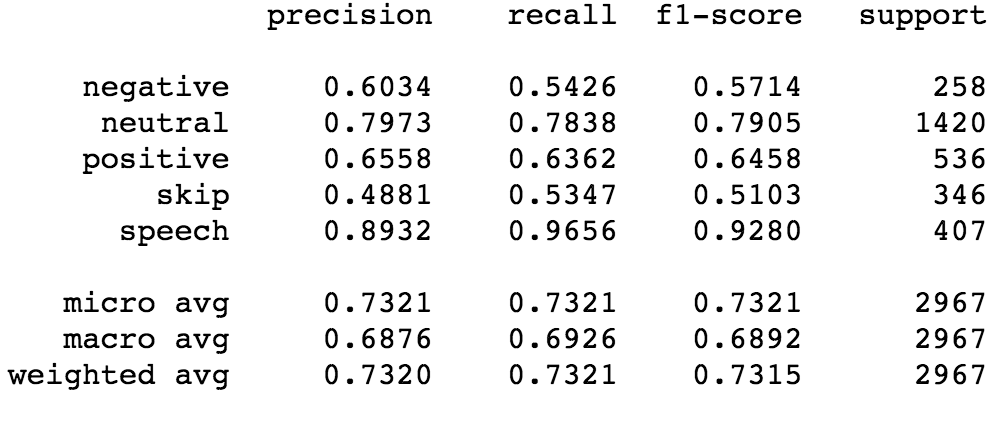 precision recall f1-score support
negative 0.6034 0.5426 0.5714 258
neutral 0.7973 0.7838 0.7905 1420
positive 0.6558 0.6362 0.6458 536
skip 0.4881 0.5347 0.5103 346
speech 0.8932 0.9656 0.9280 407
micro avg 0.7321 0.7321 0.7321 2967
macro avg 0.6876 0.6926 0.6892 2967
weighted avg 0.7320 0.7321 0.7315 2967